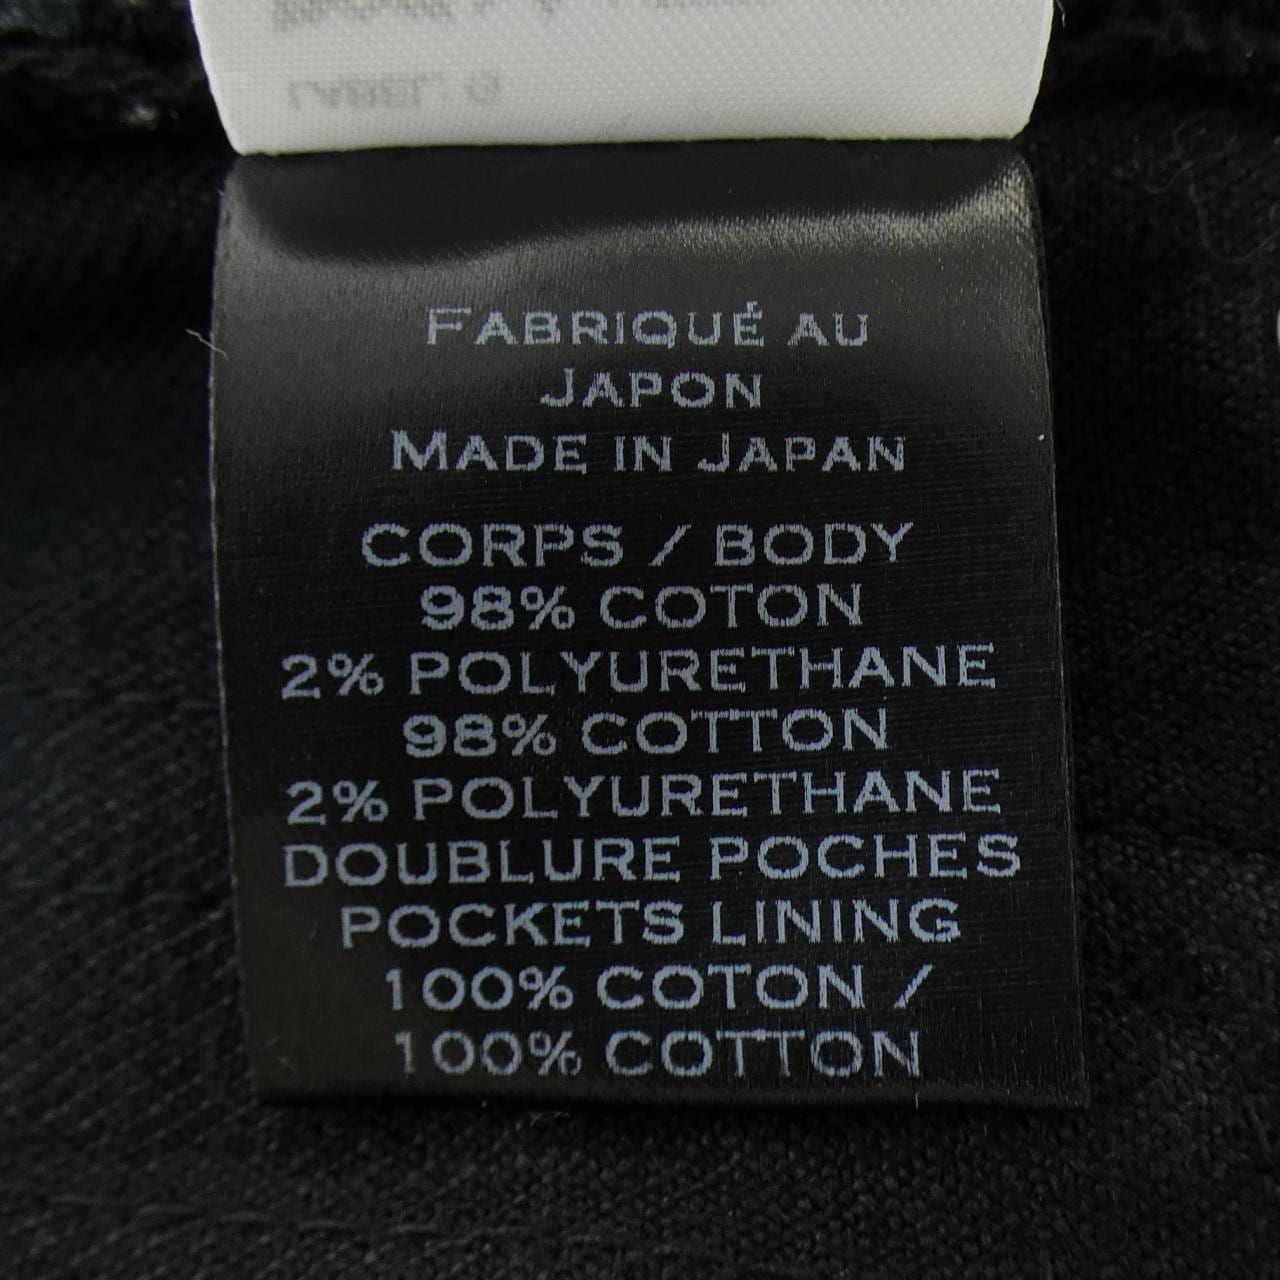 FABRIQUÉ AU
JAPON
MADE IN JAPAN
CORPS / BODY
98% COTON
2% POLYURETHANE
98% COTTON
2% POLYURETHANE
DOUBLURE POCHES
POCKETS LINING
100% COTON /
100% COTTON